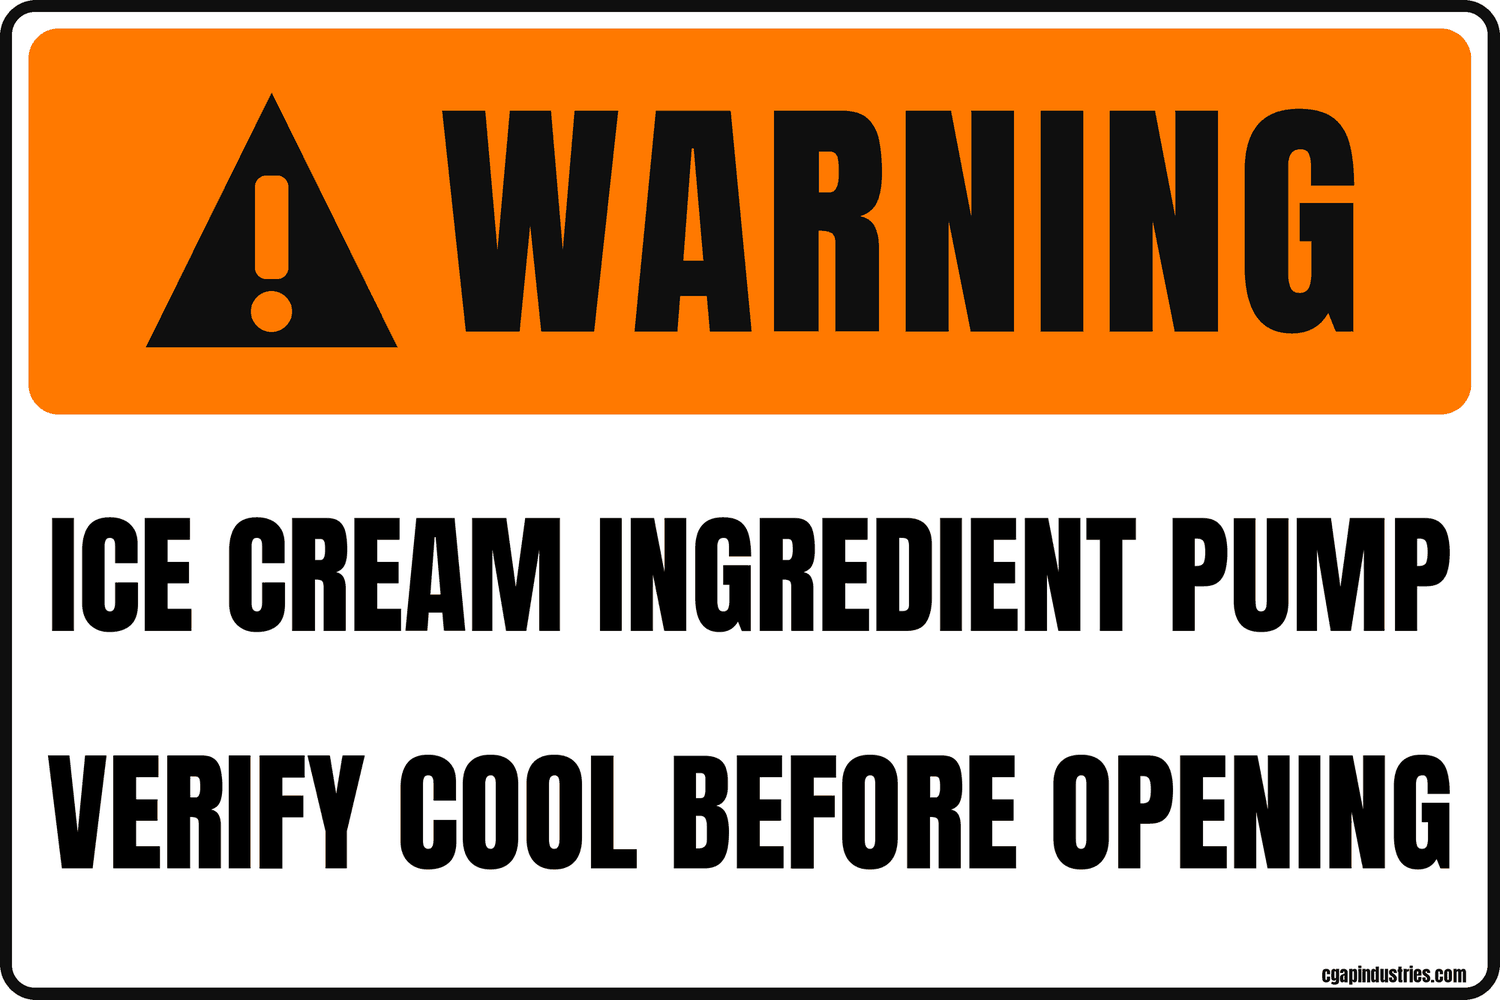 WARNING
ICE CREAM INGREDIENT PUMP
VERIFY COOL BEFORE OPENING
cgapindustries.com